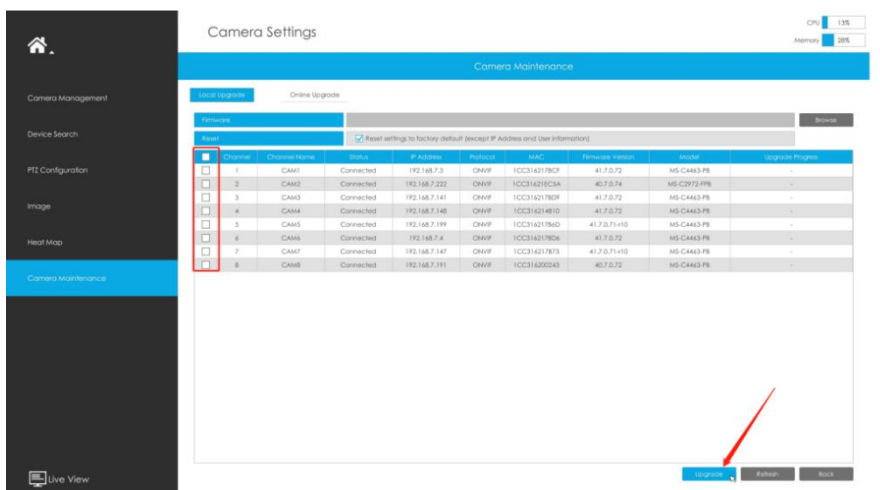 Camera Settings
CPU 13%
Memory 28%
Camera Maintenance
Camera Management
Device Search
PTZ Configuration
Image
Heat Map
Camera Maintenance
Live View
Local Upgrade Online Upgrade
Firmware Browse
Reset Reset settings to factory default (except IP Address and User Information)
Channel Channel Name Status IP Address Protocol MAC Firmware Version Model Upgrade Progress
1 CAM1 Connected 192.168.7.3 ONVIF 1CC316217BCF 41.7.0.72 MS-C4463-PB -
2 CAM2 Connected 192.168.7.222 ONVIF 1CC31621EC3A 40.7.0.74 MS-C2972-FPB -
3 CAM3 Connected 192.168.7.141 ONVIF 1CC316217BD9 41.7.0.72 MS-C4463-PB -
4 CAM4 Connected 192.168.7.148 ONVIF 1CC316214810 41.7.0.72 MS-C4463-PB -
5 CAM5 Connected 192.168.7.199 ONVIF 1CC316217B6D 41.7.0.71-r10 MS-C4463-PB -
6 CAM6 Connected 192.168.7.4 ONVIF 1CC316217BD6 41.7.0.72 MS-C4463-PB -
7 CAM7 Connected 192.168.7.147 ONVIF 1CC316217B73 41.7.0.71-r10 MS-C4463-PB -
8 CAM8 Connected 192.168.7.191 ONVIF 1CC316200243 40.7.0.72 MS-C4463-PB -
Upgrade Refresh Back